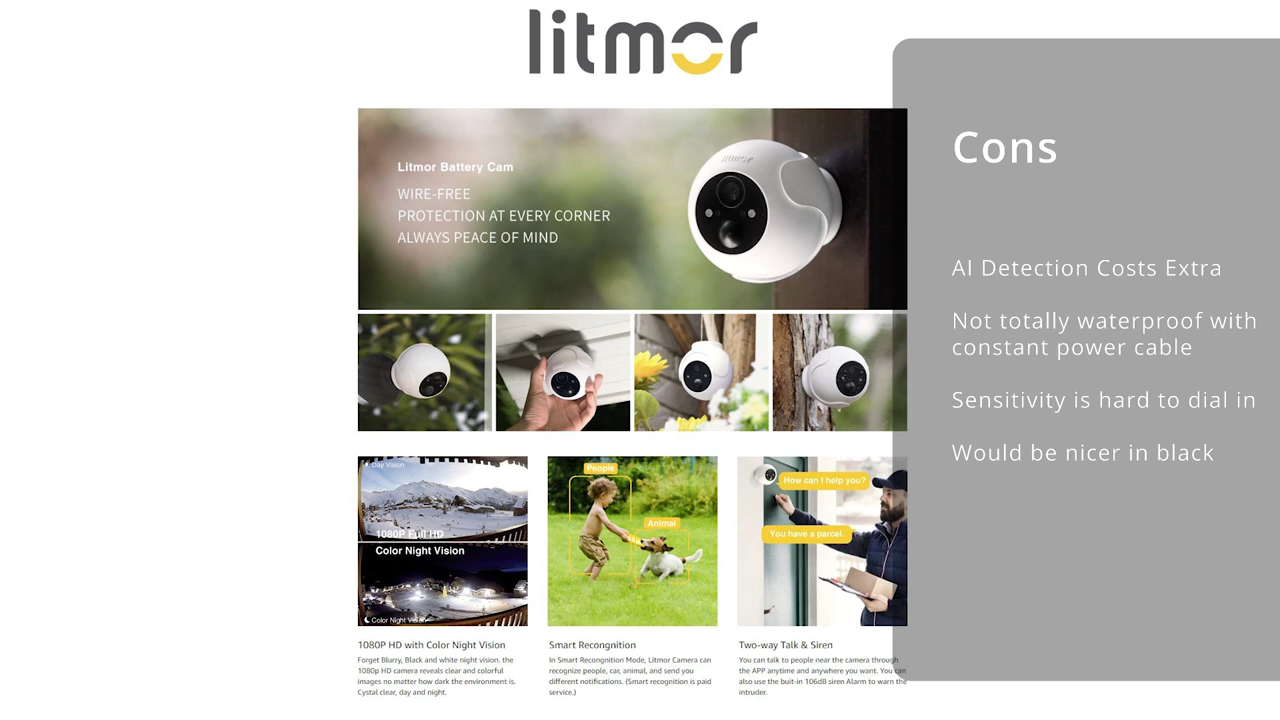 litmor
Litmor Battery Cam
WIRE-FREE
PROTECTION AT EVERY CORNER
ALWAYS PEACE OF MIND
Day Vision
1080P Full HD
Color Night Vision
Color Night Vision
People
Animal
How can I help you?
You have a parcel.
1080P HD with Color Night Vision
Forget Blurry, Black and white night vision. the
1080p HD camera reveals clear and colorful
images no matter how dark the environment is.
Cystal clear, day and night.
Smart Recongnition
In Smart Recongnition Mode, Litmor Camera can
recognize people, car, animal, and send you
different notifications. (Smart recognition is paid
service.)
Two-way Talk & Siren
You can talk to people near the camera through
the APP anytime and anywhere you want. You can
also use the buit-in 106dB siren Alarm to warn the
intruder.
Cons
AI Detection Costs Extra
Not totally waterproof with
constant power cable
Sensitivity is hard to dial in
Would be nicer in black